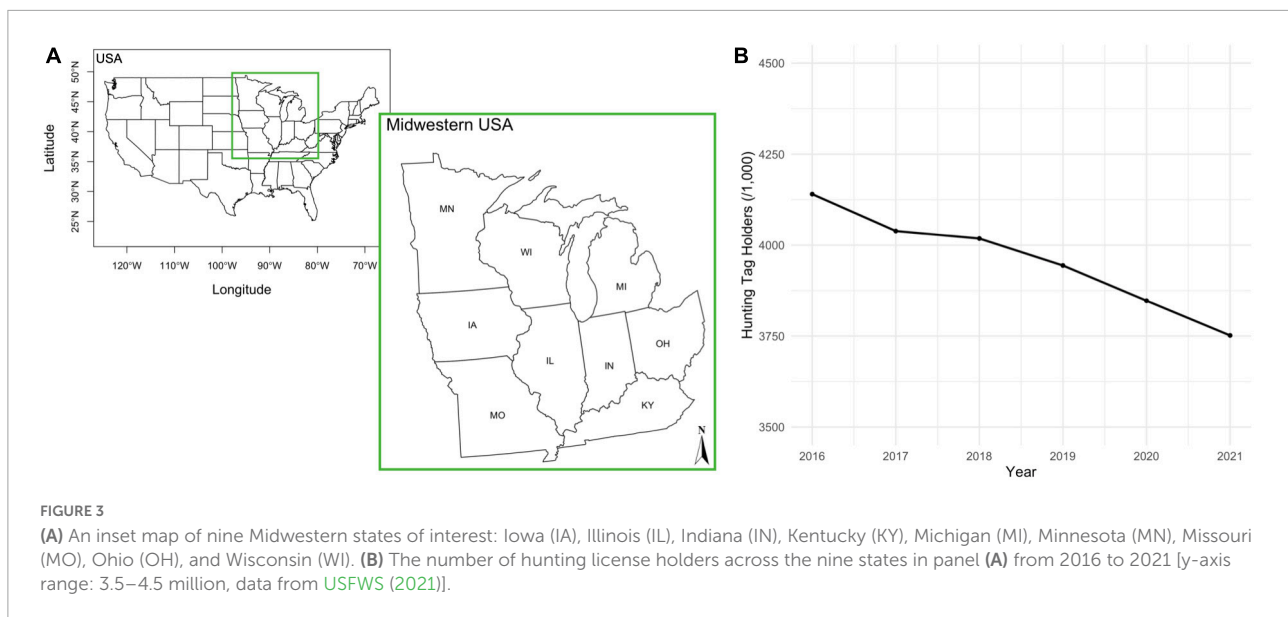 A
USA
50°N
45°N
40°N
35°N
30°N
25°N
Latitude
120°W 110°W 100°W 90°W 80°W 70°W
Longitude
Midwestern USA
MN
WI
MI
IA
IL
IN
OH
MO
KY
N
B
4500
4250
4000
3750
3500
Hunting Tag Holders (/1,000)
2016 2017 2018 2019 2020 2021
Year
FIGURE 3
(A) An inset map of nine Midwestern states of interest: Iowa (IA), Illinois (IL), Indiana (IN), Kentucky (KY), Michigan (MI), Minnesota (MN), Missouri
(MO), Ohio (OH), and Wisconsin (WI). (B) The number of hunting license holders across the nine states in panel (A) from 2016 to 2021 [y-axis
range: 3.5–4.5 million, data from USFWS (2021)].